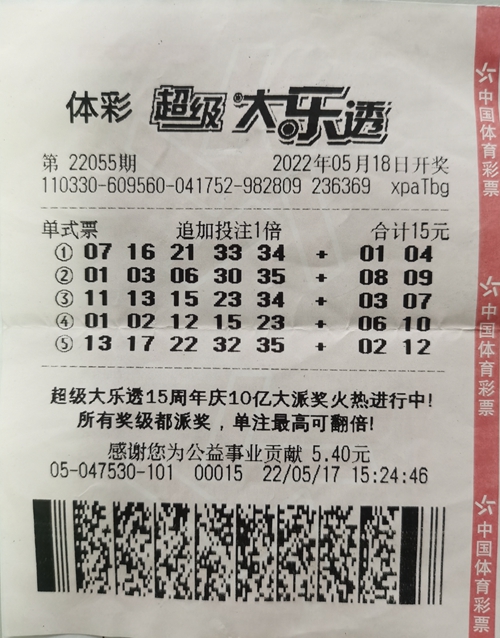 体彩 超级大乐透
第 22055期 2022年05月18日开奖
110330-609560-041752-982809 236369 xpaTbg
单式票 追加投注1倍 合计15元
① 07 16 21 33 34 + 01 04
② 01 03 06 30 35 + 08 09
③ 11 13 15 23 34 + 03 07
④ 01 02 12 15 23 + 06 10
⑤ 13 17 22 32 35 + 02 12
超级大乐透15周年庆10亿大派奖火热进行中!
所有奖级都派奖,单注最高可翻倍!
感谢您为公益事业贡献 5.40元
05-047530-101 00015 22/05/17 15:24:46
中国体育彩票
中国体育彩票
中国体育彩票